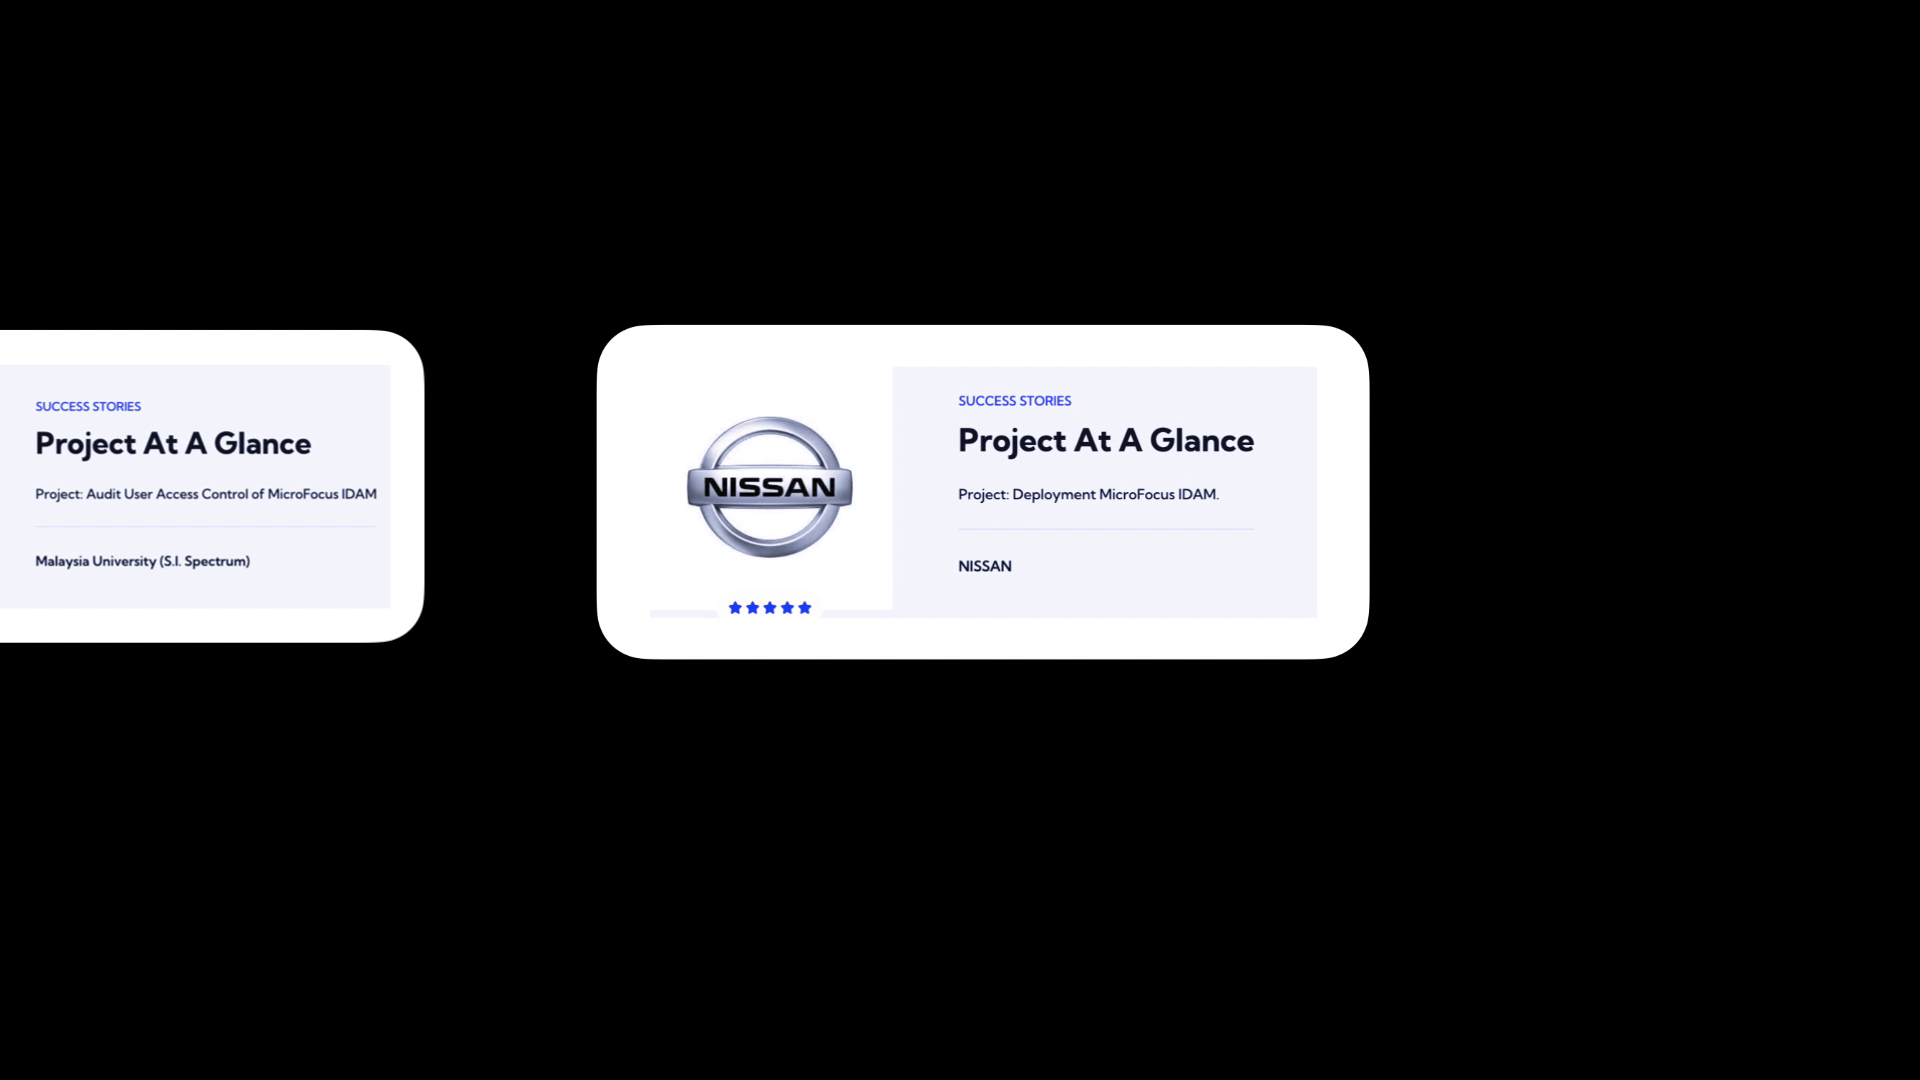 SUCCESS STORIES
Project At A Glance
Project: Audit User Access Control of MicroFocus IDAM
Malaysia University (S.I. Spectrum)
NISSAN
SUCCESS STORIES
Project At A Glance
Project: Deployment MicroFocus IDAM.
NISSAN